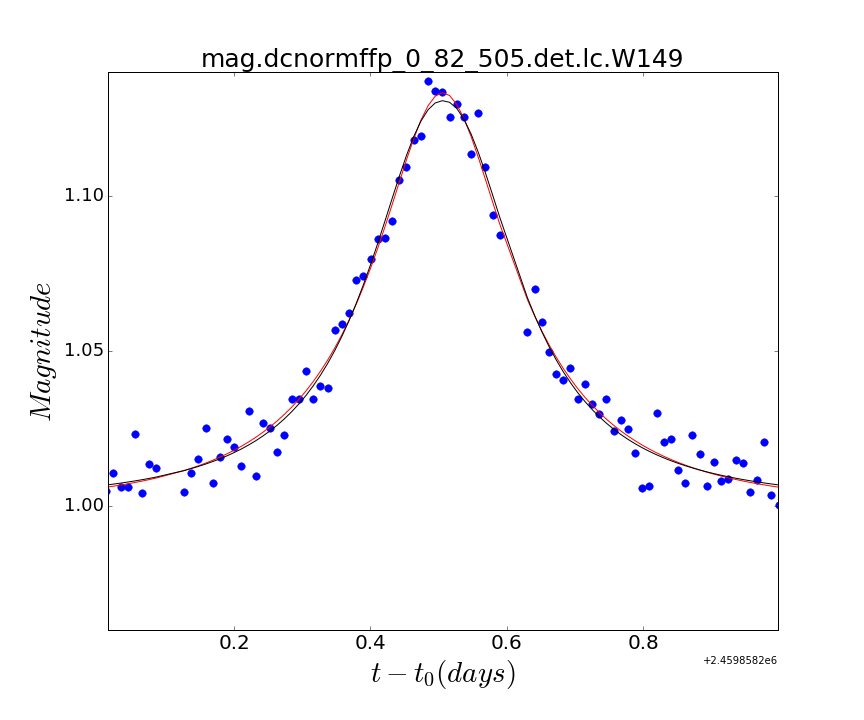 mag.dcnormffp_0_82_505.det.lc.W149
Magnitude
1.10
1.05
1.00
0.2 0.4 0.6 0.8
+2.4598582e6
t − t₀(days)